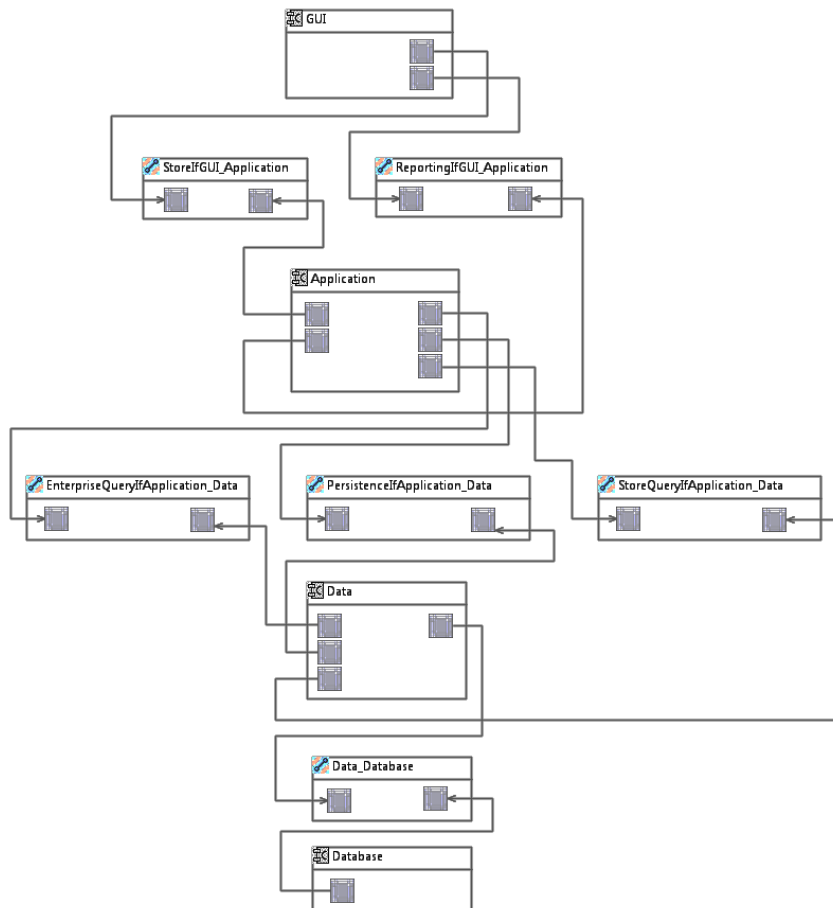 GUI
StoreIfGUI_Application
ReportingIfGUI_Application
Application
EnterpriseQueryIfApplication_Data
PersistenceIfApplication_Data
StoreQueryIfApplication_Data
Data
Data_Database
Database